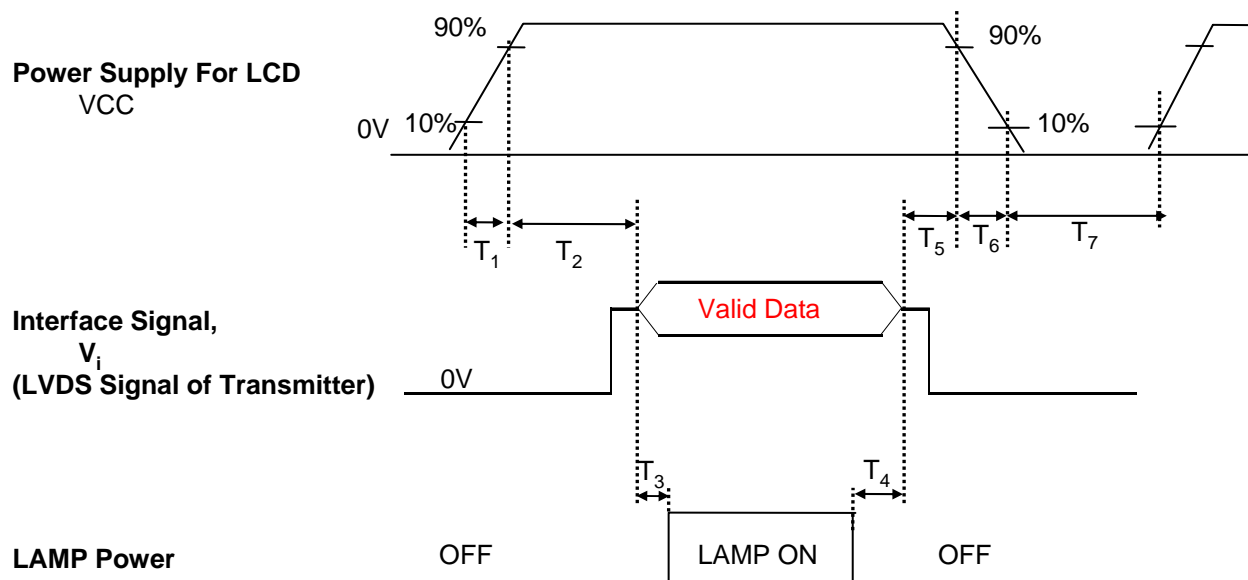 90%
90%
Power Supply For LCD
VCC
0V
10%
10%
T1
T2
T5
T6
T7
Interface Signal,
Vi
(LVDS Signal of Transmitter)
Valid Data
0V
T3
T4
LAMP Power
OFF
LAMP ON
OFF